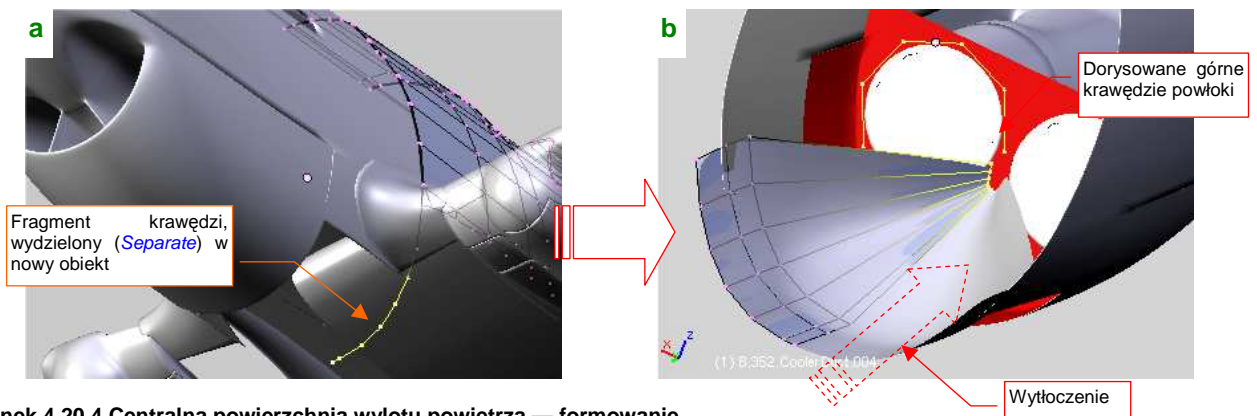 a
b
Dorysowane górne
krawędzie powłoki
Fragment krawędzi,
wydzielony (Separate) w
nowy obiekt
x
z
(1) B.352.Cooler
.004
Wytłoczenie
nek 4.20.4 Centralna powierzchnia wylotu powietrza — formowanie